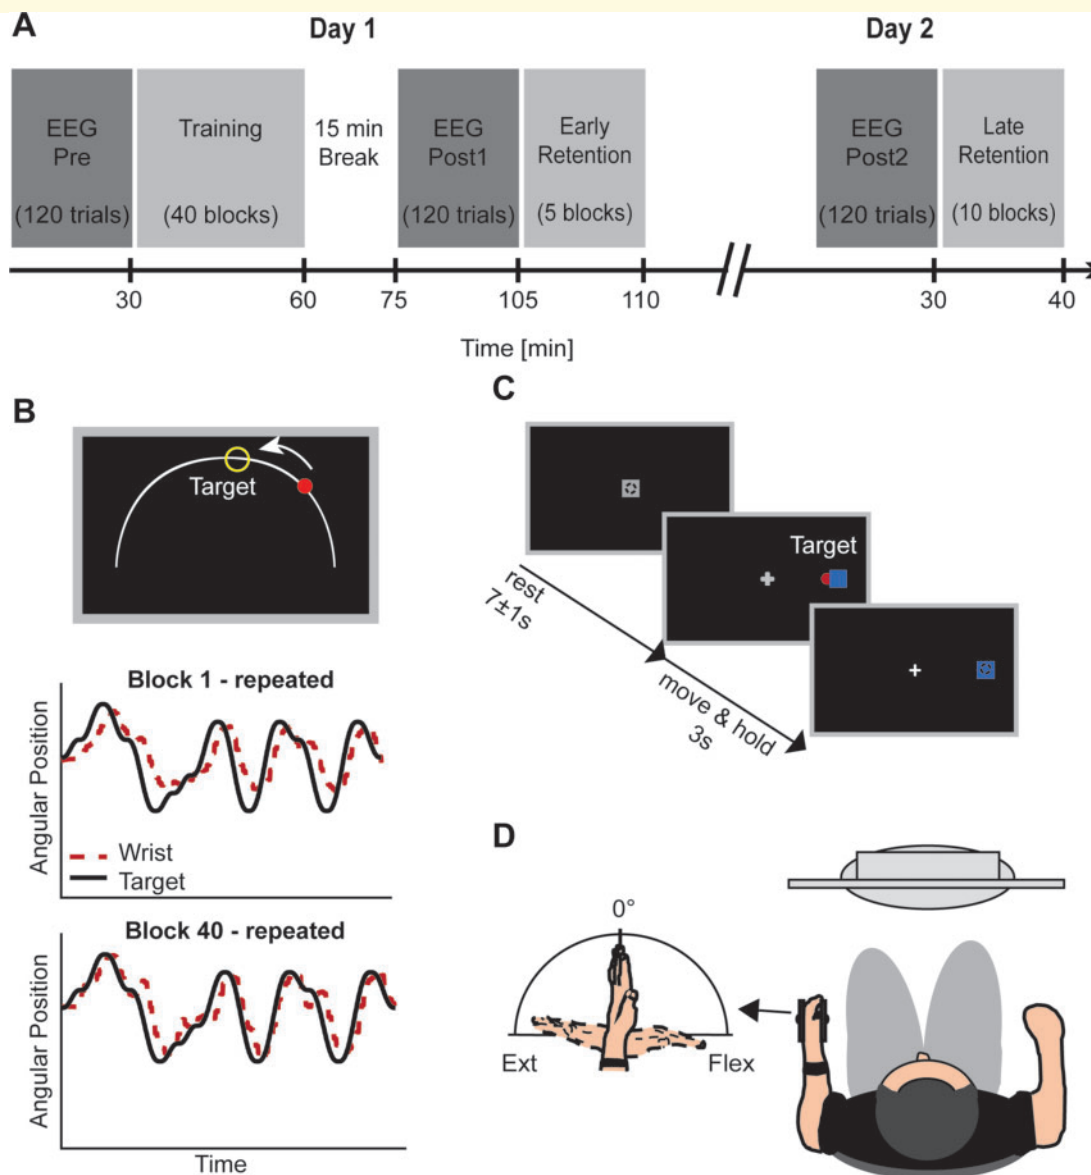 A
Day 1
Day 2
EEG
Pre
(120 trials)
Training
(40 blocks)
15 min
Break
EEG
Post1
(120 trials)
Early
Retention
(5 blocks)
EEG
Post2
(120 trials)
Late
Retention
(10 blocks)
30
60
75
105
110
30
40
Time [min]
B
Target
Block 1 - repeated
Angular Position
Wrist
Target
Block 40 - repeated
Angular Position
Time
C
Target
rest
7±1s
move & hold
3s
D
0°
Ext
Flex